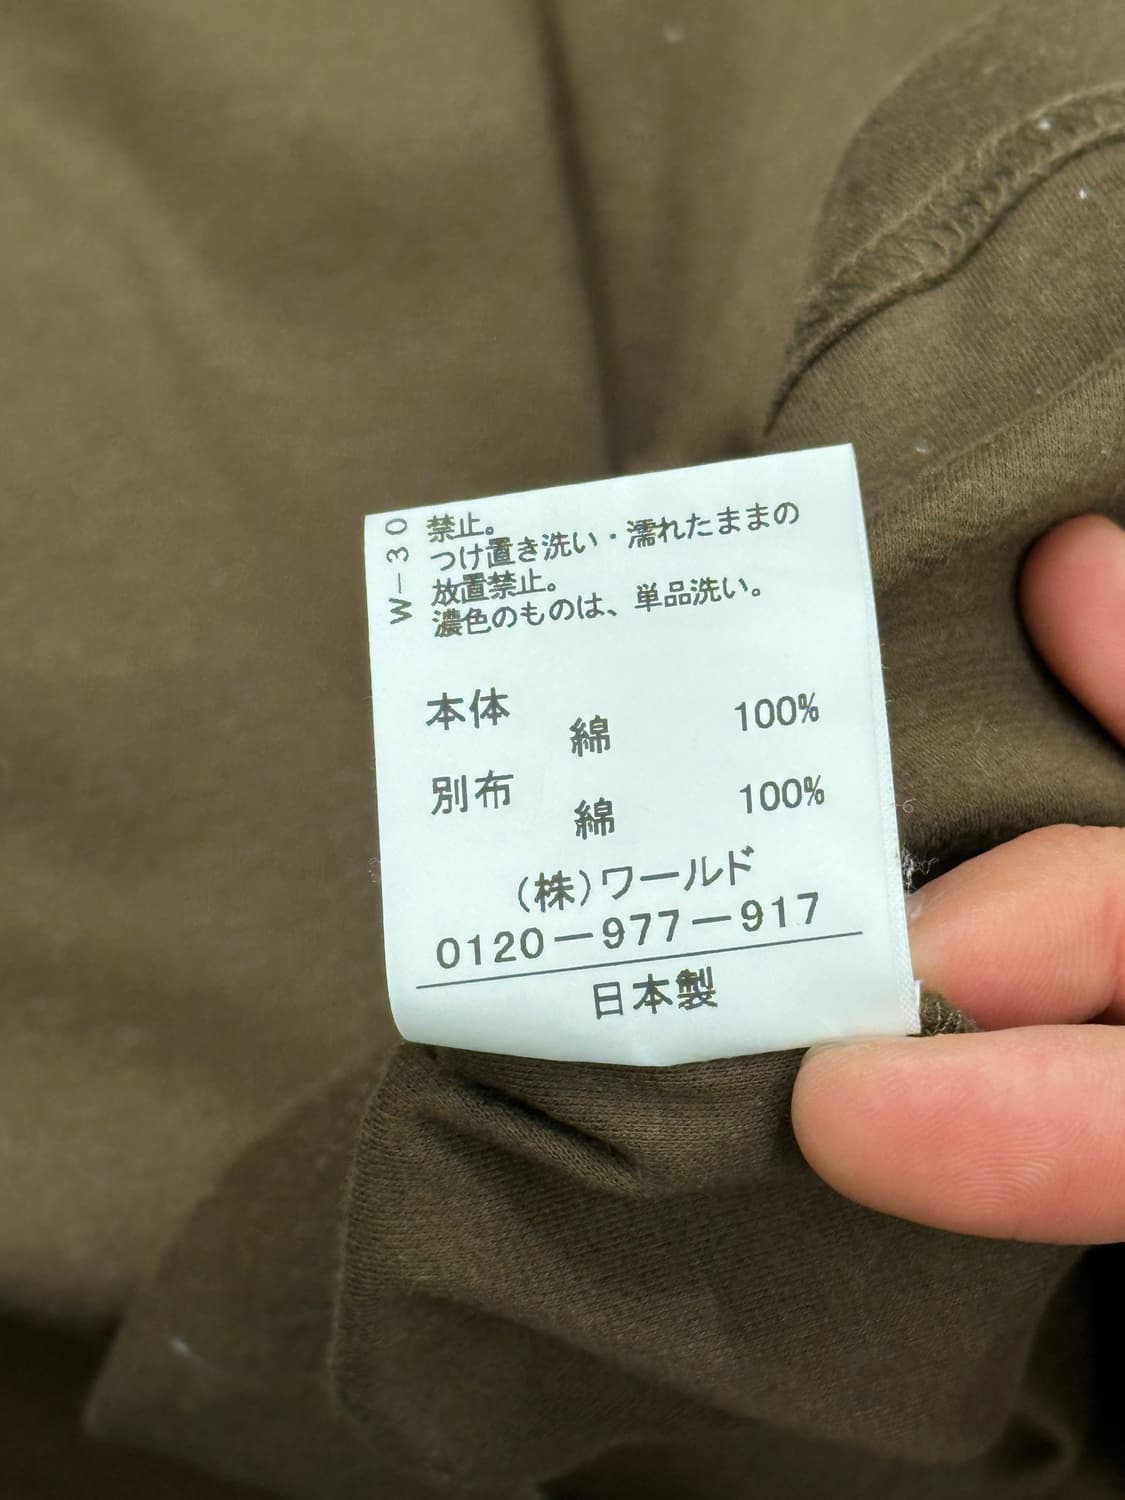 W-30
禁止。
つけ置き洗い・濡れたままの
放置禁止。
濃色のものは、単品洗い。
本体
綿 100%
別布
綿 100%
(株)ワールド
0120-977-917
日本製